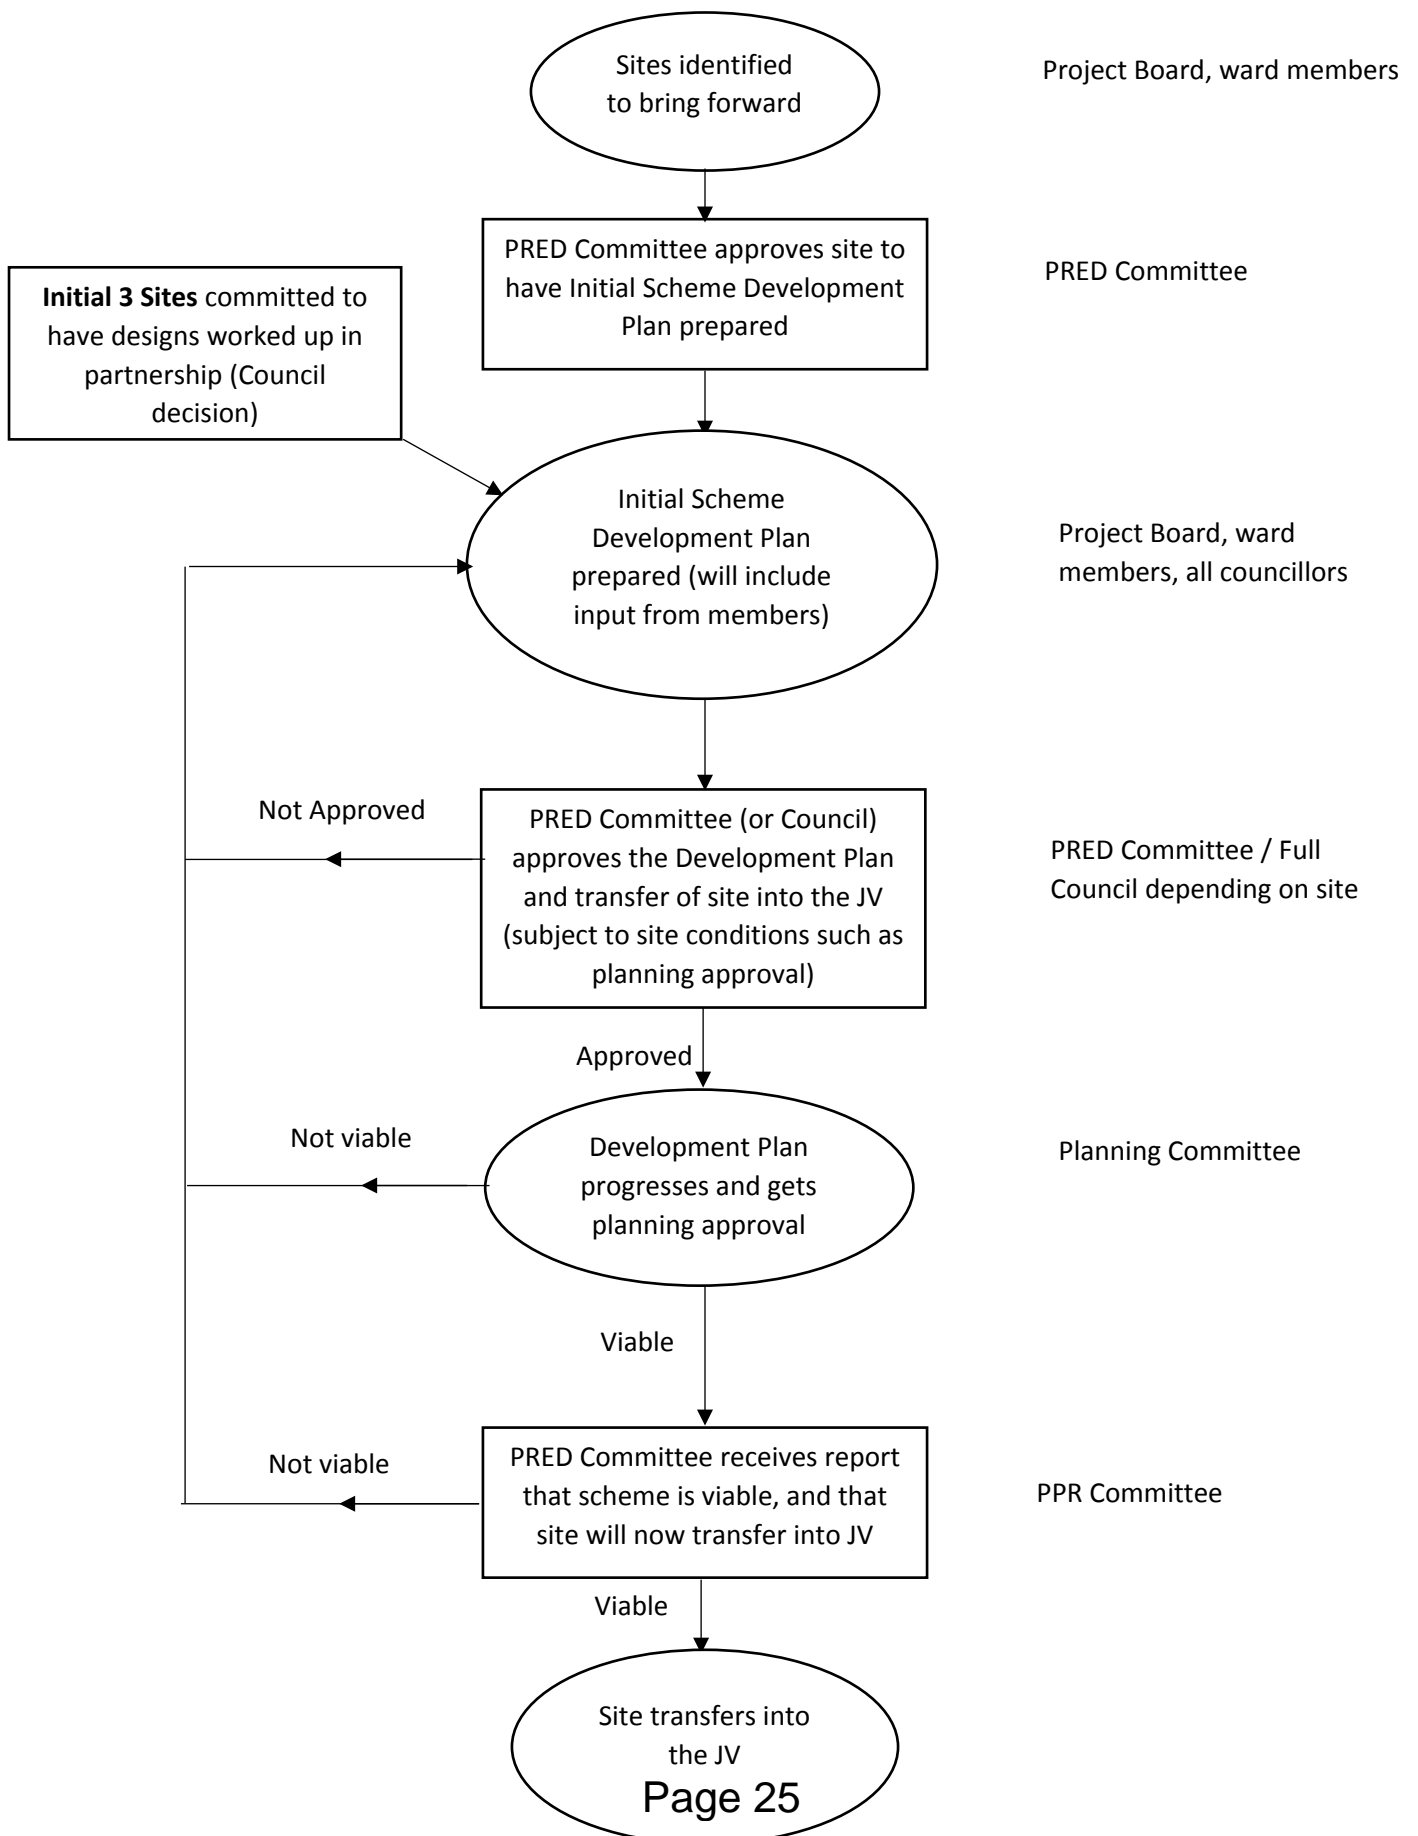 Sites identified
to bring forward
Project Board, ward members
PRED Committee approves site to
have Initial Scheme Development
Plan prepared
PRED Committee
Initial 3 Sites committed to
have designs worked up in
partnership (Council
decision)
Initial Scheme
Development Plan
prepared (will include
input from members)
Project Board, ward
members, all councillors
Not Approved
PRED Committee (or Council)
approves the Development Plan
and transfer of site into the JV
(subject to site conditions such as
planning approval)
PRED Committee / Full
Council depending on site
Approved
Not viable
Development Plan
progresses and gets
planning approval
Planning Committee
Viable
Not viable
PRED Committee receives report
that scheme is viable, and that
site will now transfer into JV
PPR Committee
Viable
Site transfers into
the JV
Page 25